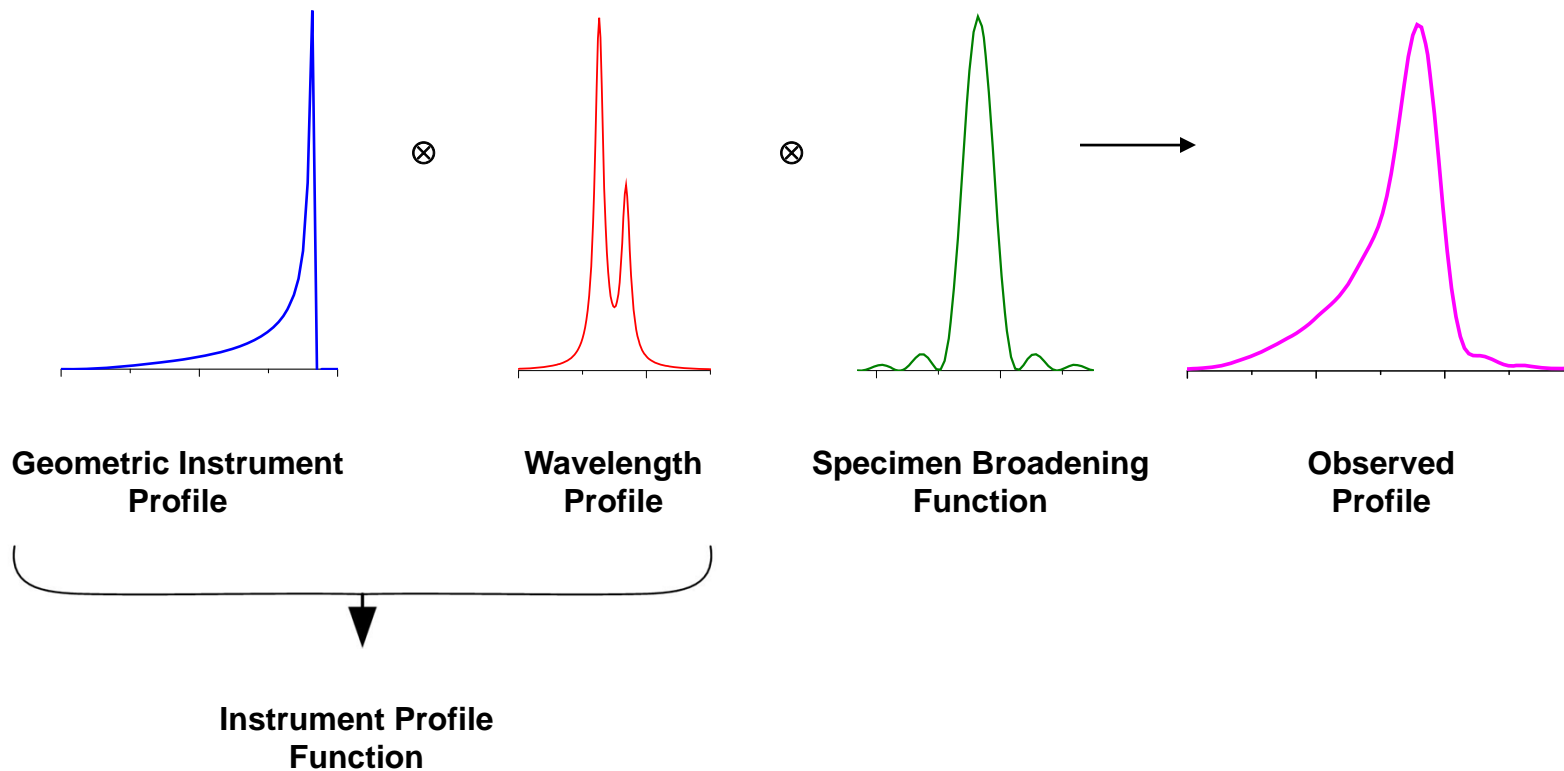 ⊗
⊗
Geometric Instrument
Profile
Wavelength
Profile
Specimen Broadening
Function
Observed
Profile
Instrument Profile
Function